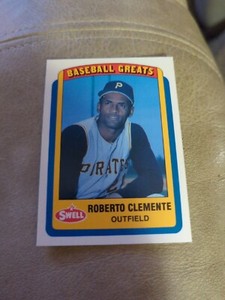 BASEBALL GREATS
P
PIRATES
SWELL
ROBERTO CLEMENTE
OUTFIELD